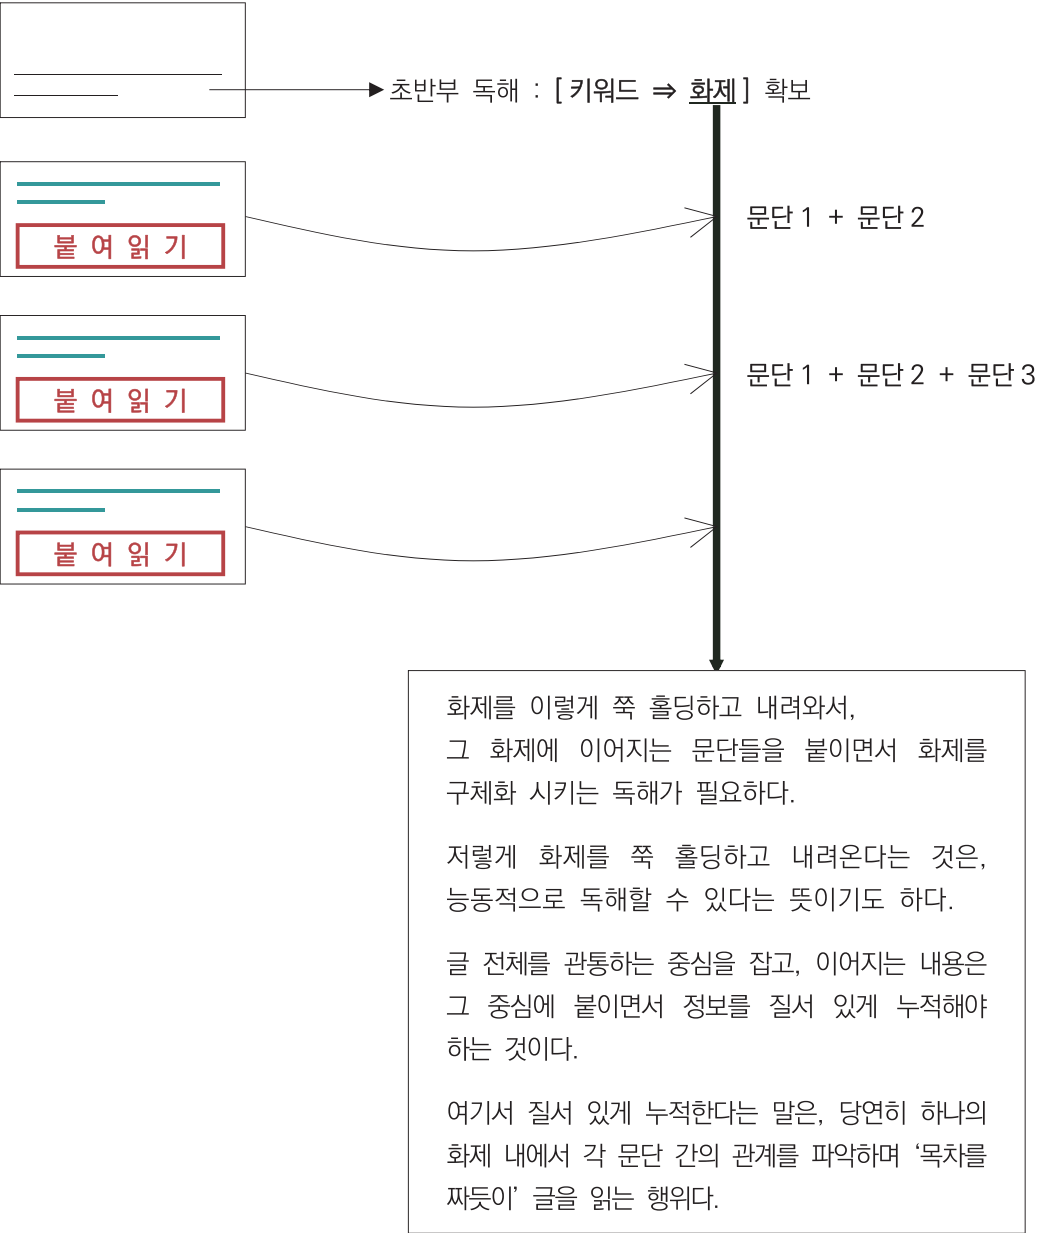 초반부 독해 : [ 키워드 ⇒ 화제 ] 확보
붙여읽기
문단 1 + 문단 2
붙여읽기
문단 1 + 문단 2 + 문단 3
붙여읽기
화제를 이렇게 쭉 홀딩하고 내려와서,
그 화제에 이어지는 문단들을 붙이면서 화제를
구체화 시키는 독해가 필요하다.
저렇게 화제를 쭉 홀딩하고 내려온다는 것은,
능동적으로 독해할 수 있다는 뜻이기도 하다.
글 전체를 관통하는 중심을 잡고, 이어지는 내용은
그 중심에 붙이면서 정보를 질서 있게 누적해야
하는 것이다.
여기서 질서 있게 누적한다는 말은, 당연히 하나의
화제 내에서 각 문단 간의 관계를 파악하며 ‘목차를
짜듯이’ 글을 읽는 행위다.